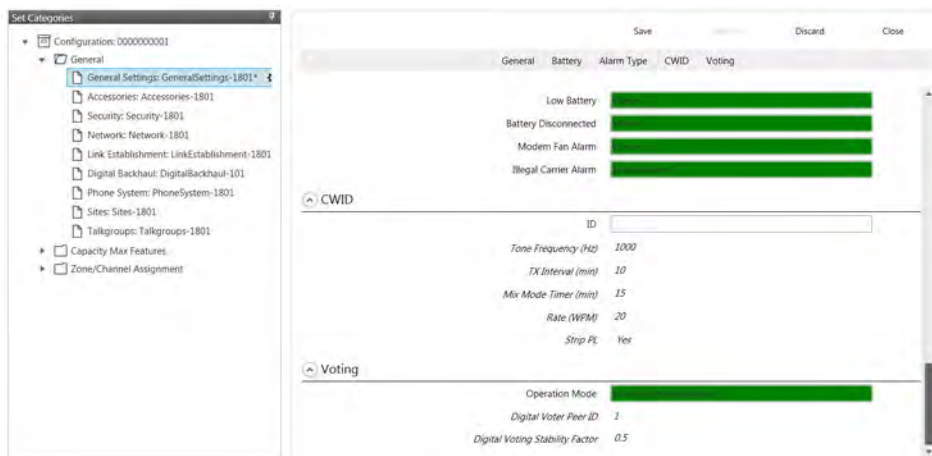 Set Categories
Configuration: 0000000001
General
General Settings: GeneralSettings-1801*
Accessories: Accessories-1801
Security: Security-1801
Network: Network-1801
Link Establishment: LinkEstablishment-1801
Digital Backhaul: DigitalBackhaul-101
Phone System: PhoneSystem-1801
Sites: Sites-1801
Talkgroups: Talkgroups-1801
Capacity Max Features
Zone/Channel Assignment
Save Discard Close
General Battery Alarm Type CWID Voting
Low Battery
Battery Disconnected
Modem Fan Alarm
Illegal Carrier Alarm
CWID
ID
Tone Frequency (Hz) 1000
TX Interval (min) 10
Mix Mode Timer (min) 15
Rate (WPM) 20
Strip PL Yes
Voting
Operation Mode
Digital Voter Peer ID 1
Digital Voting Stability Factor 0.5